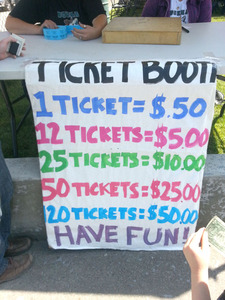 TICKET BOOTH
1 TICKET = $.50
12 TICKETS = $5.00
25 TICKETS = $10.00
50 TICKETS = $25.00
120 TICKETS = $50.00
HAVE FUN!